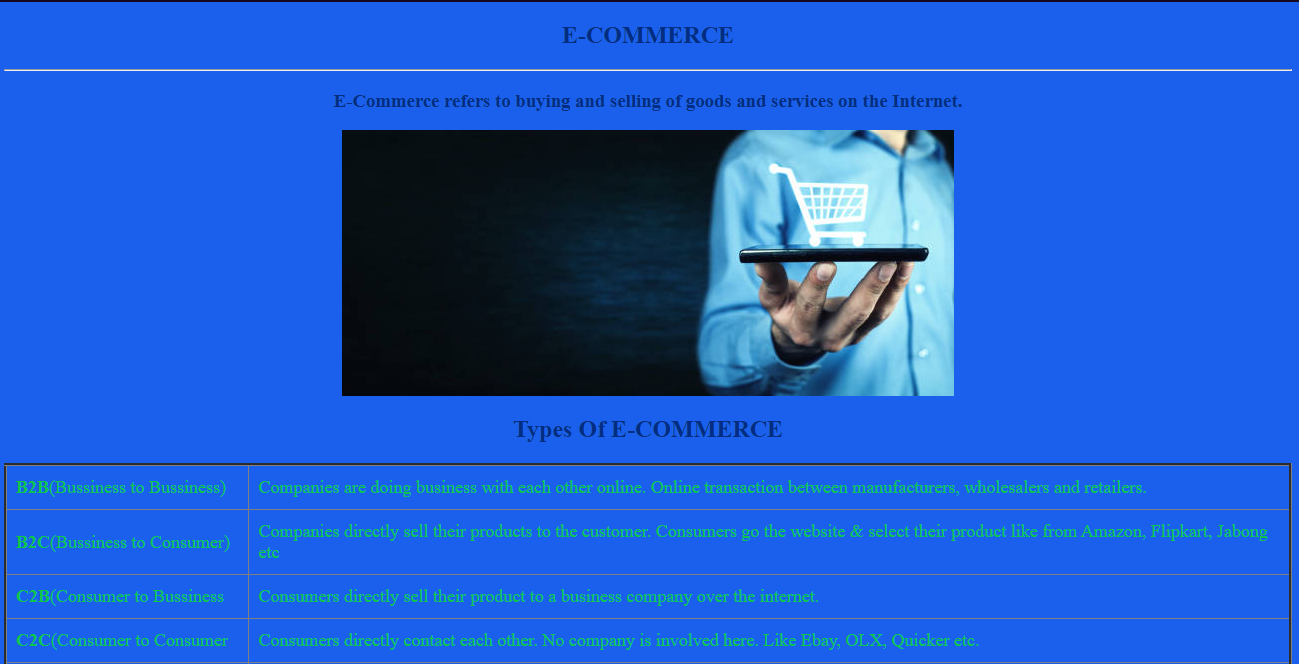 E-COMMERCE
E-Commerce refers to buying and selling of goods and services on the Internet.
Types Of E-COMMERCE
B2B(Bussiness to Bussiness)
Companies are doing business with each other online. Online transaction between manufacturers, wholesalers and retailers.
B2C(Bussiness to Consumer)
Companies directly sell their products to the customer. Consumers go the website & select their product like from Amazon, Flipkart, Jabong
etc
C2B(Consumer to Bussiness
Consumers directly sell their product to a business company over the internet.
C2C(Consumer to Consumer
Consumers directly contact each other. No company is involved here. Like Ebay, OLX, Quicker etc.